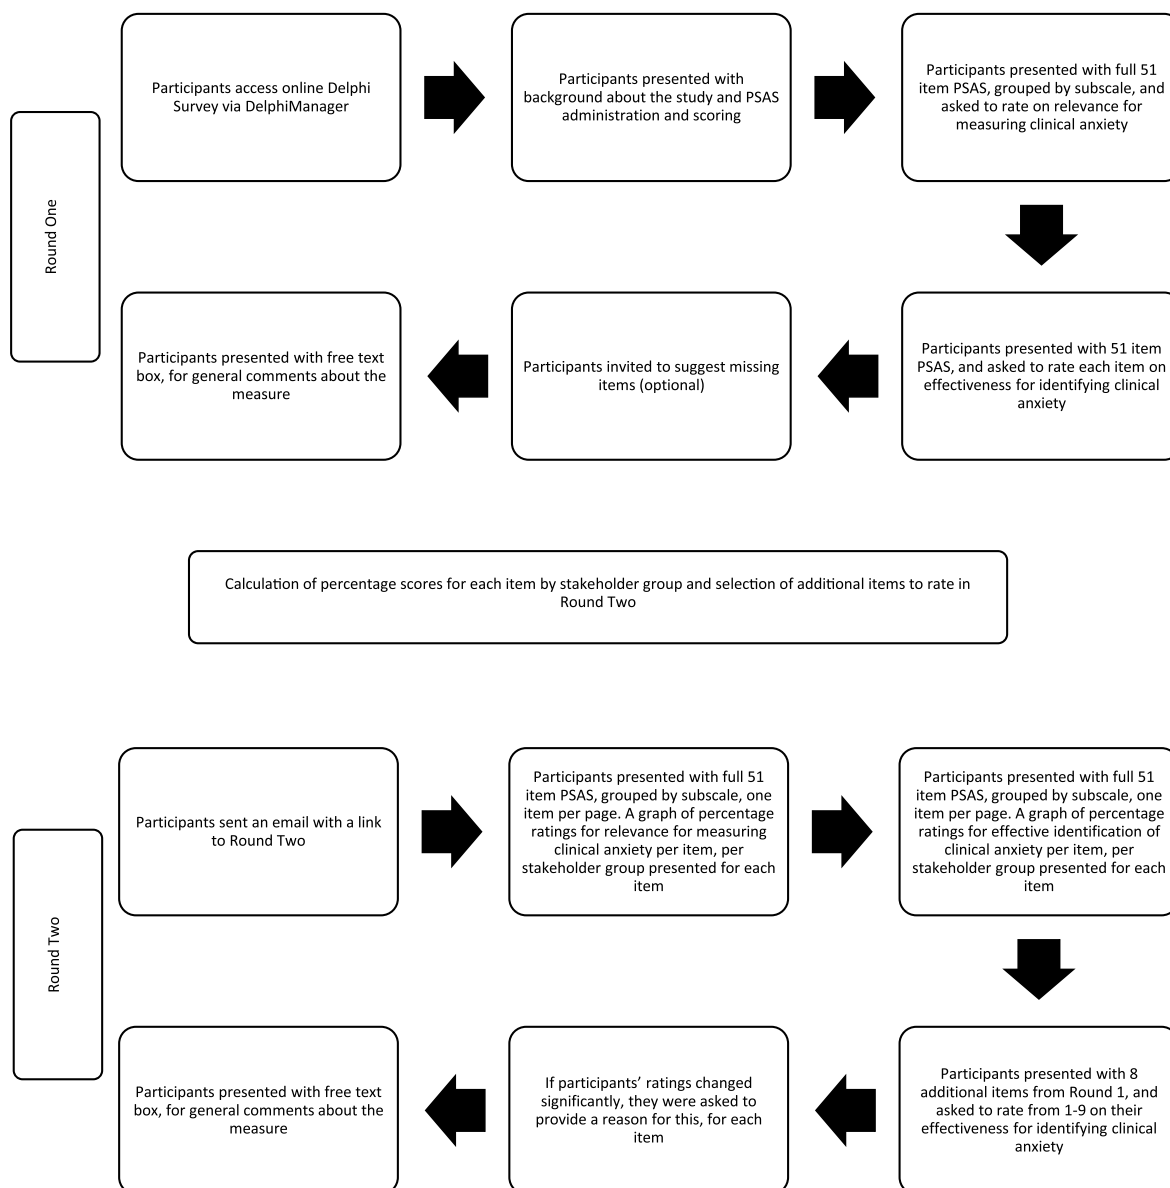 Round One
Participants access online Delphi
Survey via DelphiManager
Participants presented with
background about the study and PSAS
administration and scoring
Participants presented with full 51
item PSAS, grouped by subscale, and
asked to rate on relevance for
measuring clinical anxiety
Participants presented with 51 item
PSAS, and asked to rate each item on
effectiveness for identifying clinical
anxiety
Participants invited to suggest missing
items (optional)
Participants presented with free text
box, for general comments about the
measure
Calculation of percentage scores for each item by stakeholder group and selection of additional items to rate in
Round Two
Round Two
Participants sent an email with a link
to Round Two
Participants presented with full 51
item PSAS, grouped by subscale, one
item per page. A graph of percentage
ratings for relevance for measuring
clinical anxiety per item, per
stakeholder group presented for each
item
Participants presented with full 51
item PSAS, grouped by subscale, one
item per page. A graph of percentage
ratings for effective identification of
clinical anxiety per item, per
stakeholder group presented for each
item
Participants presented with 8
additional items from Round 1, and
asked to rate from 1-9 on their
effectiveness for identifying clinical
anxiety
If participants’ ratings changed
significantly, they were asked to
provide a reason for this, for each
item
Participants presented with free text
box, for general comments about the
measure